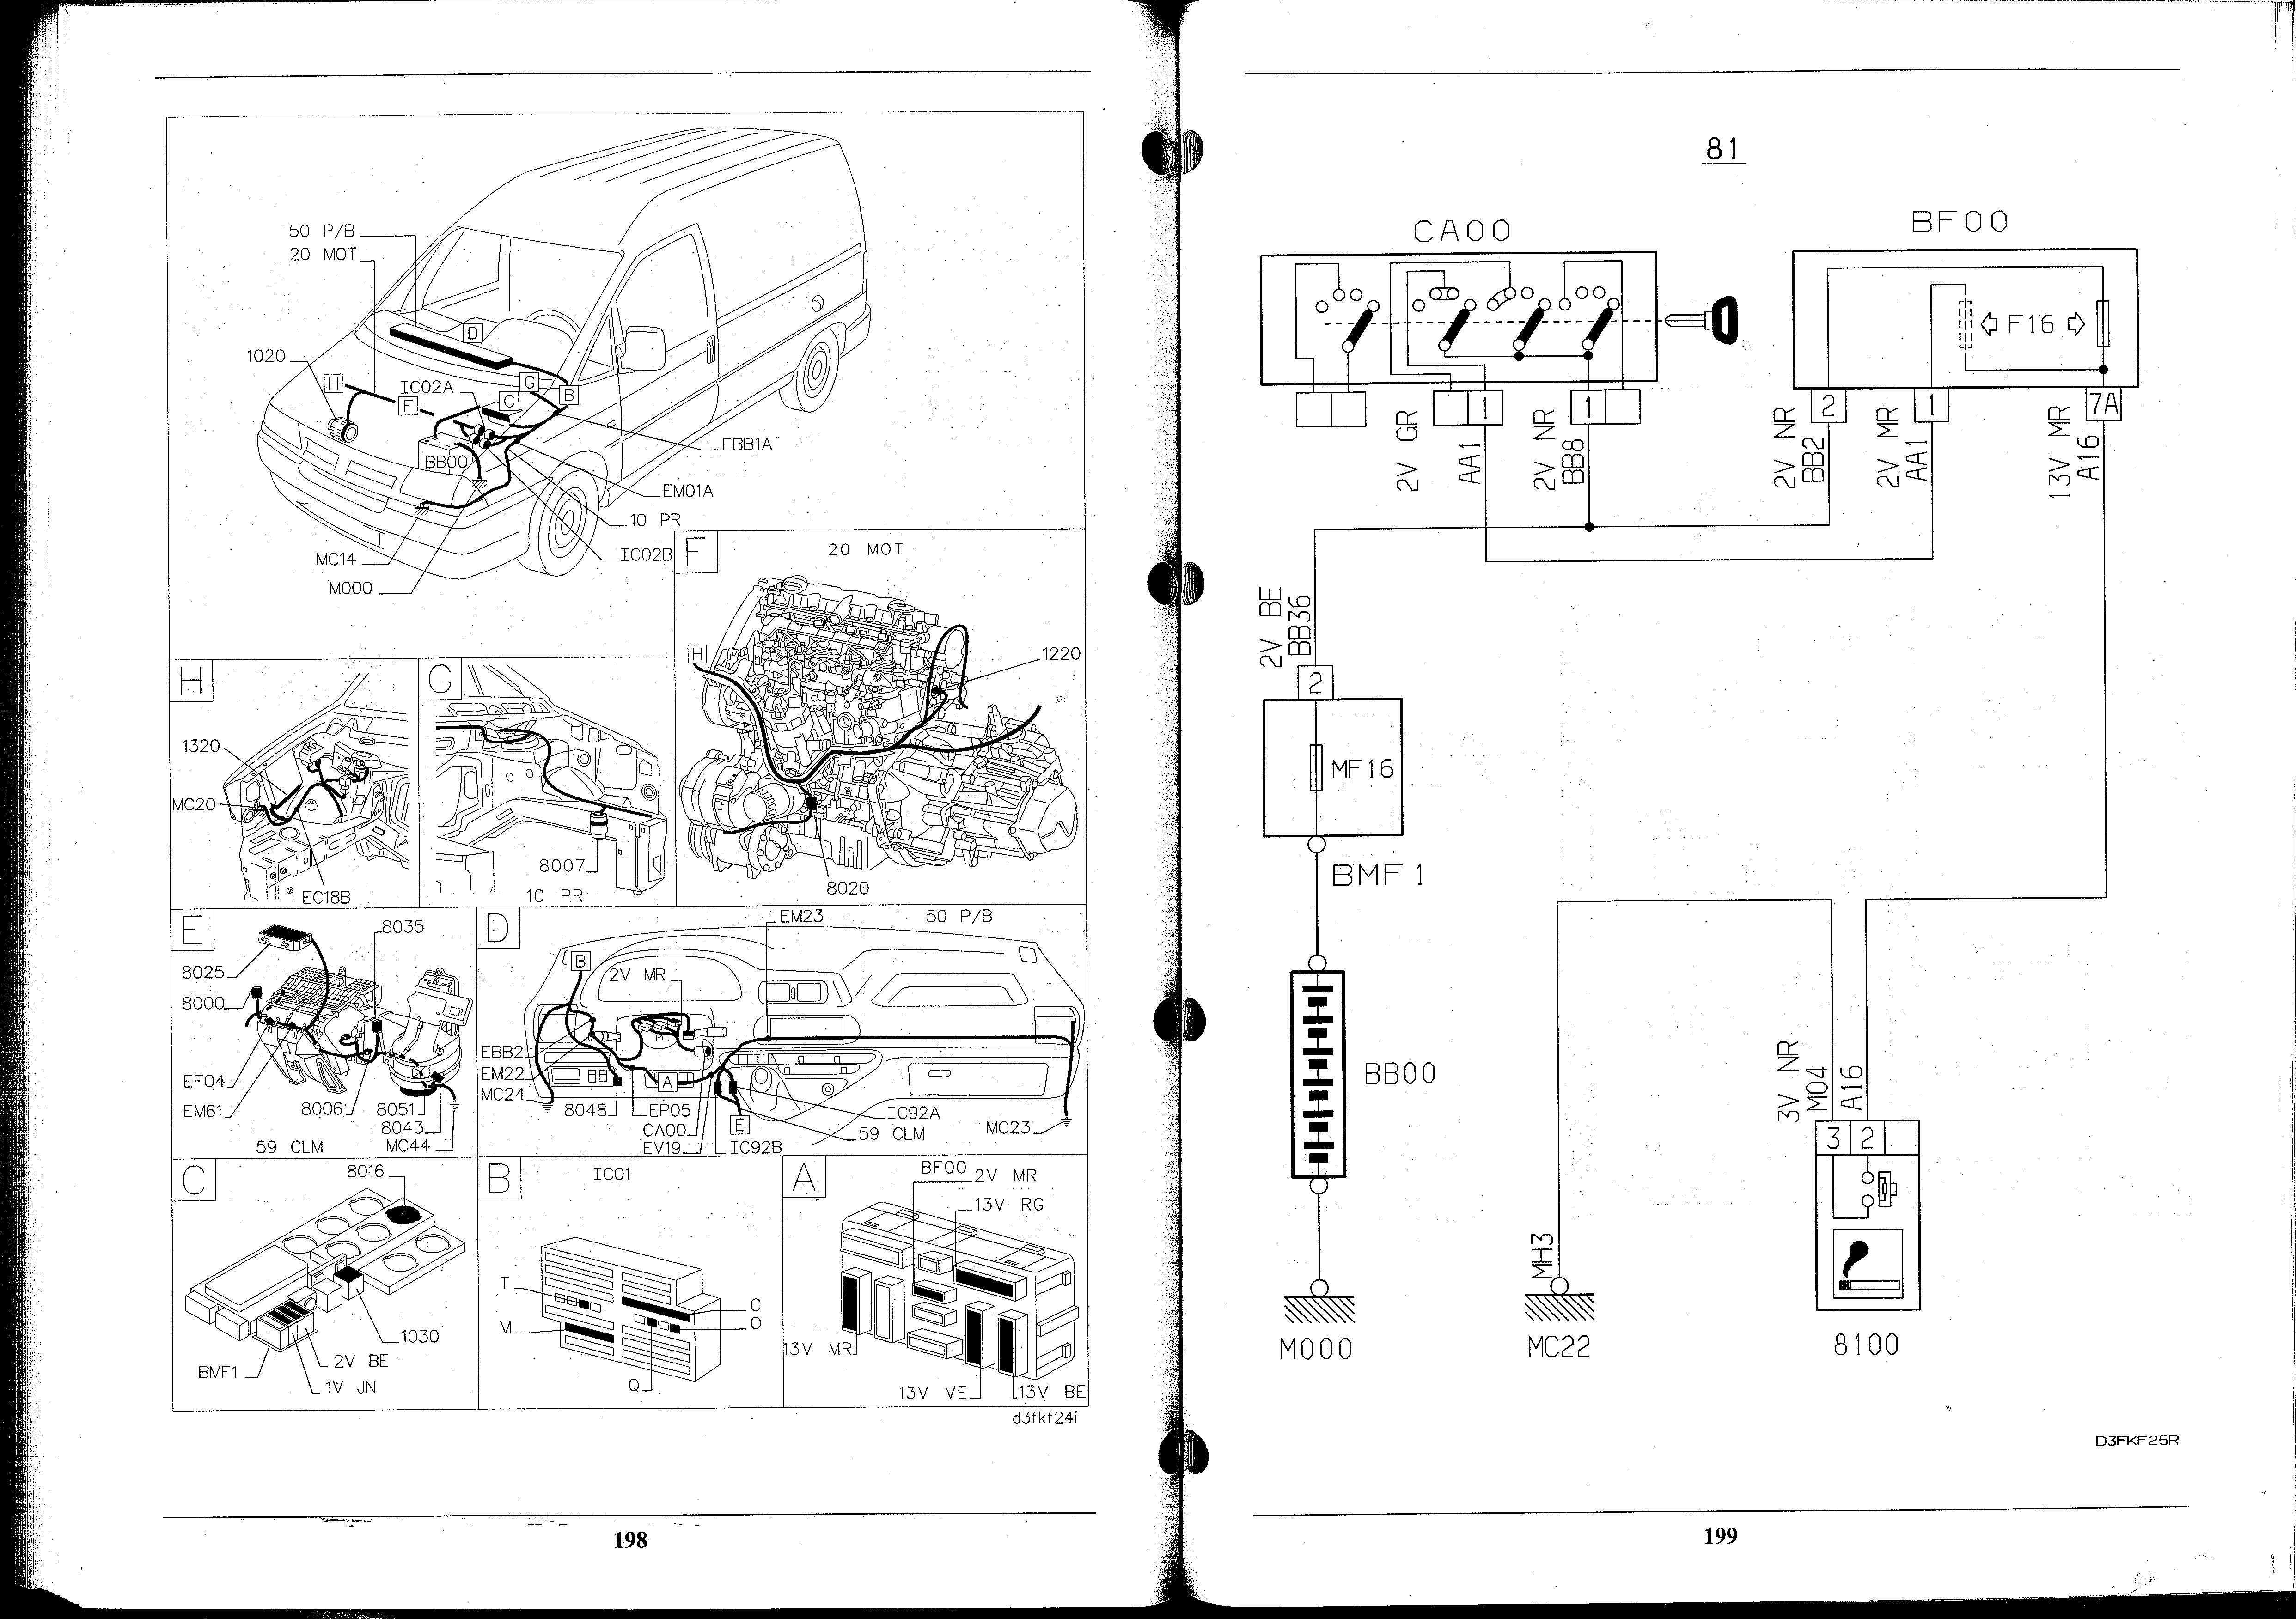 50 P/B
20 MOT
D
1020
H
IC02A
G
B
F
C
BB00
EBB1A
EM01A
10 PR
IC02B
MC14
M000
F
20 MOT
H
1220
8020
H
1320
MC20
EC18B
G
8007
10 PR
E
8035
8025
8000
EF04
EM61
8006
8051
8043
MC44
59 CLM
D
EM23
50 P/B
B
2V MR
EBB2
EM22
MC24
A
8048
EP05
CA00
EV19
E
IC92B
IC92A
59 CLM
MC23
C
8016
1030
2V BE
1V JN
BMF1
B
IC01
T
M
C
O
Q
A
BF00
2V MR
13V RG
13V MR
13V VE
13V BE
d3fkf24i
198
81
CA00
BF00
F16
1
1
2
1
7A
2V GR
AA1
2V NR
BB8
2V NR
BB2
2V MR
AA1
13V MR
A16
2V BE
BB36
2
MF16
BMF1
BB00
M000
MH3
MC22
3V NR
M04
A16
3
2
8100
D3FKF25R
199